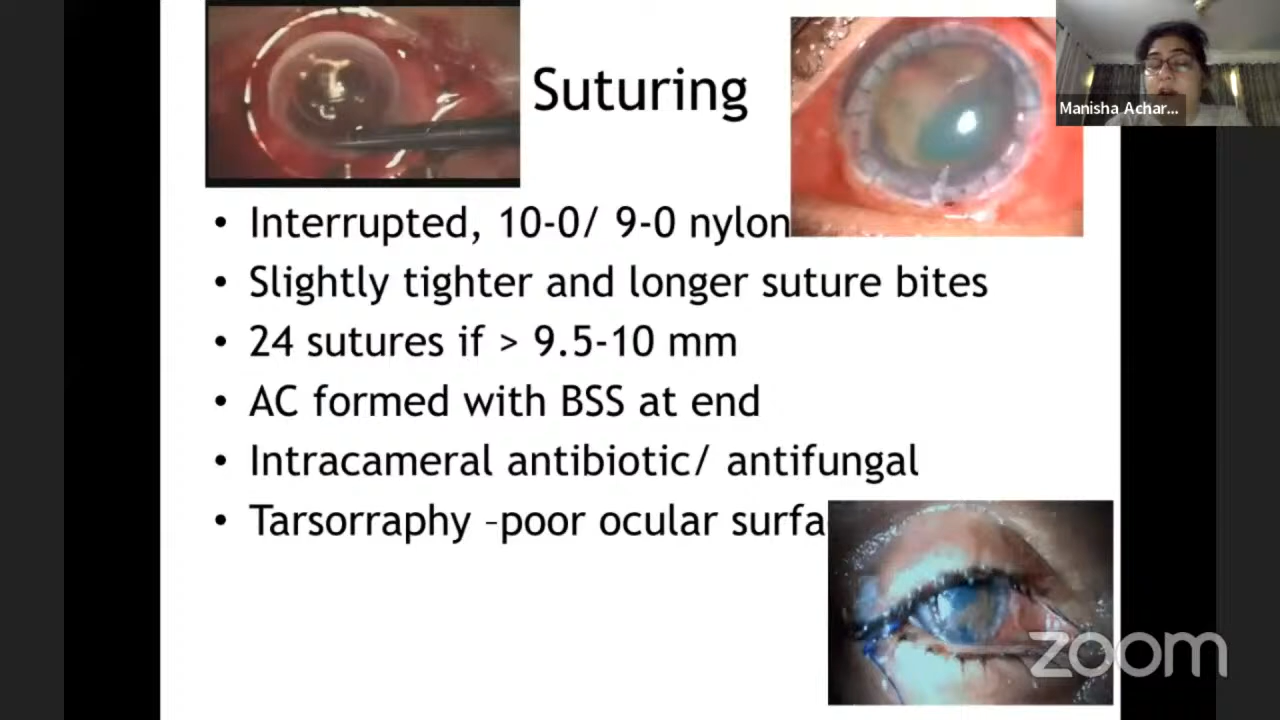 Suturing
Manisha Achar...
• Interrupted, 10-0/ 9-0 nylon
• Slightly tighter and longer suture bites
• 24 sutures if > 9.5-10 mm
• AC formed with BSS at end
• Intracameral antibiotic/ antifungal
• Tarsorraphy –poor ocular surfa
zoom